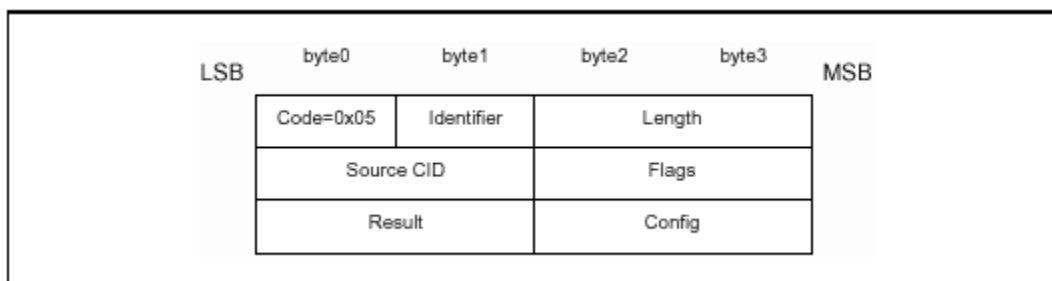 LSB byte0 byte1 byte2 byte3 MSB
Code=0x05 Identifier Length
Source CID Flags
Result Config